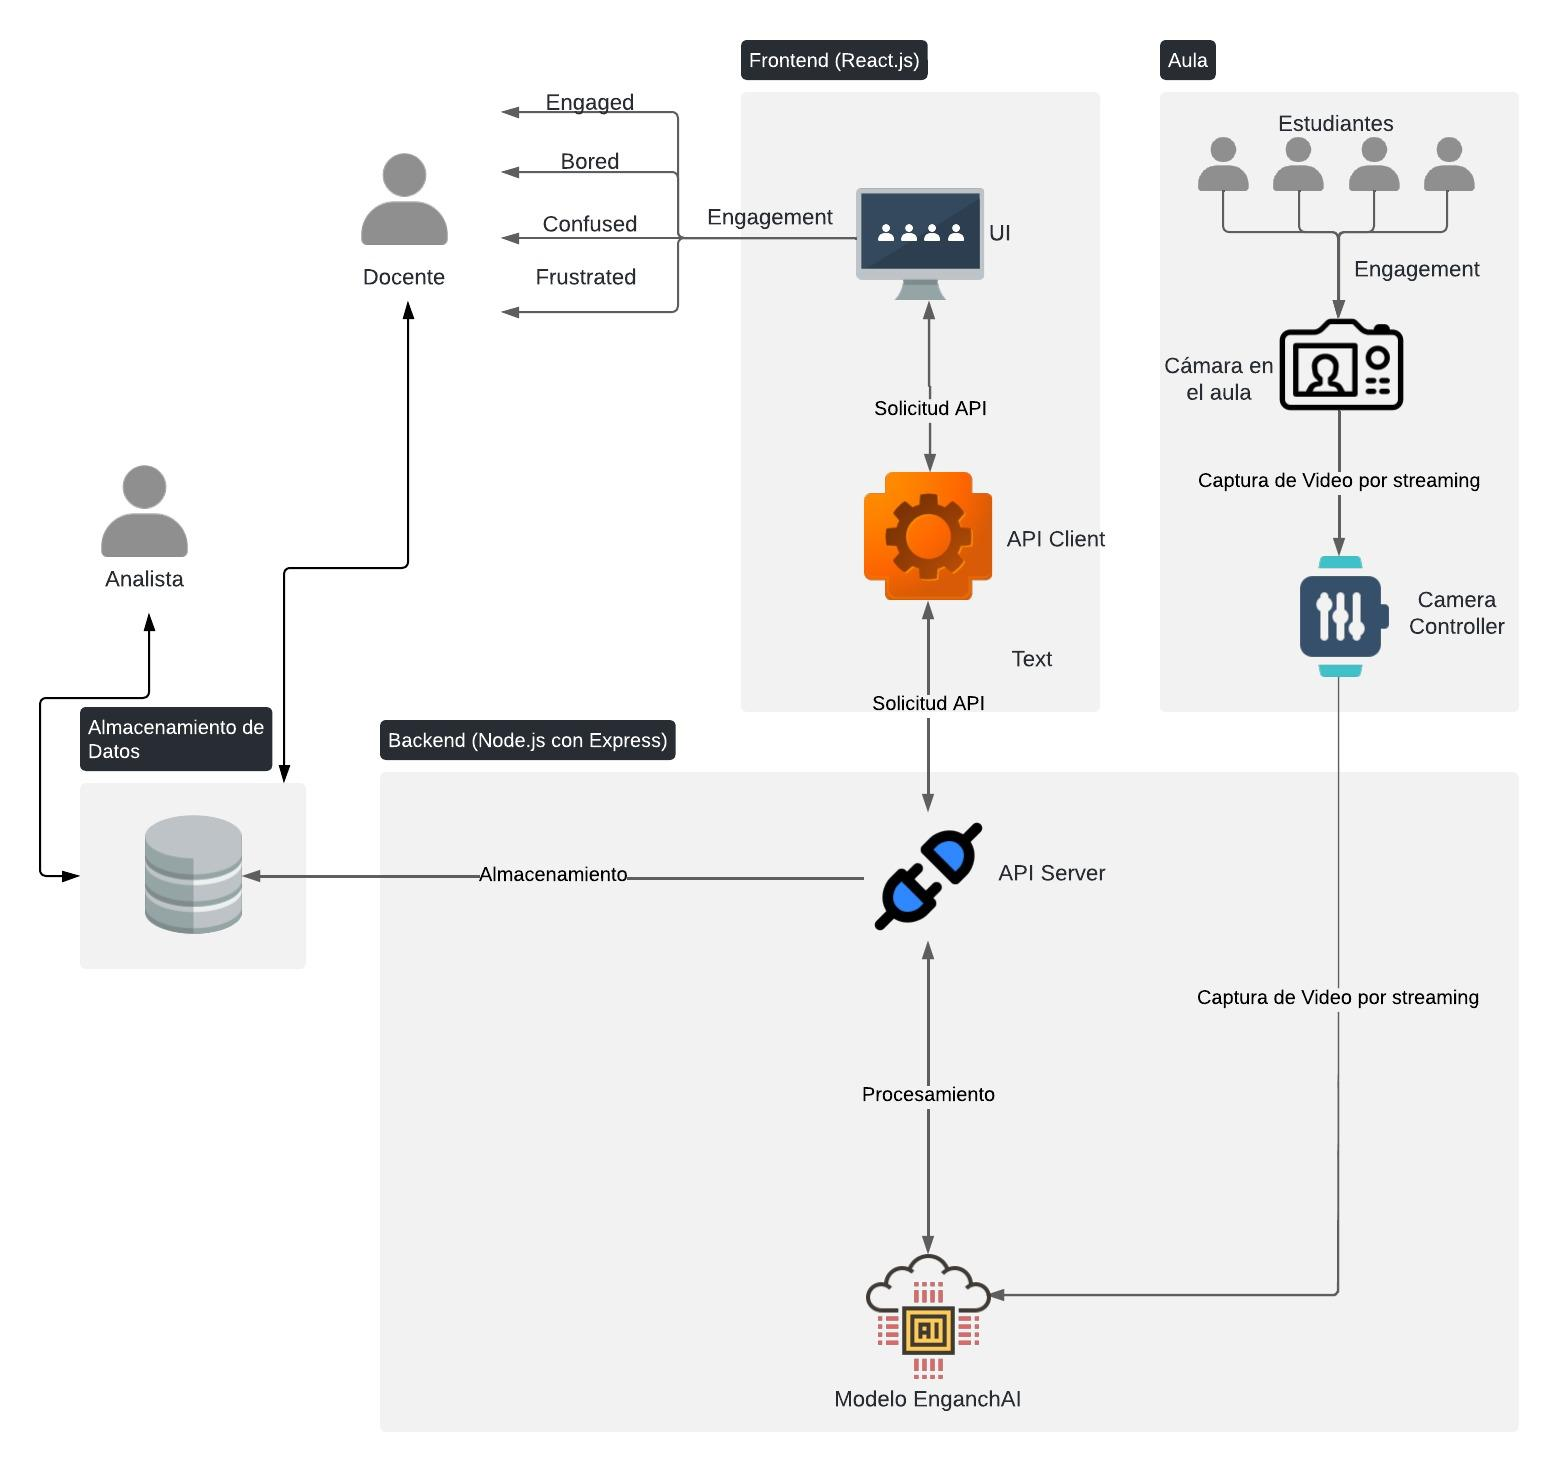 Frontend (React.js)
Aula
Engaged
Estudiantes
Bored
Confused
Engagement
UI
Docente
Frustrated
Engagement
Cámara en
el aula
Solicitud API
Captura de Video por streaming
API Client
Analista
Camera
Controller
Text
Solicitud API
Almacenamiento de
Datos
Backend (Node.js con Express)
Almacenamiento
API Server
Captura de Video por streaming
Procesamiento
AI
Modelo EnganchAI